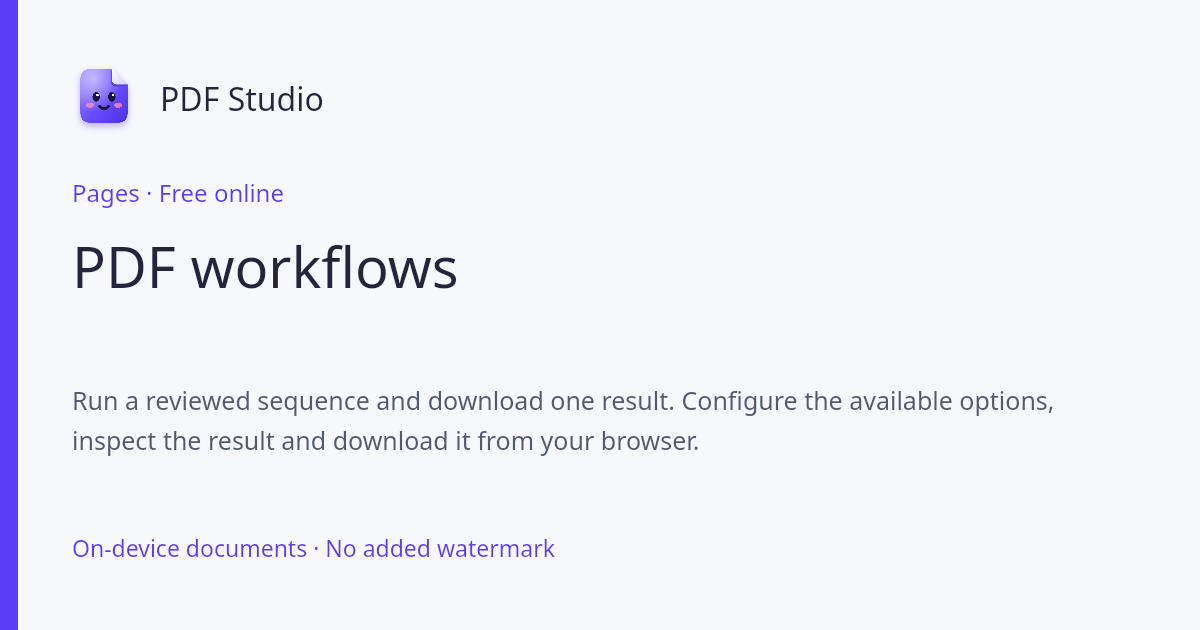 PDF Studio
Pages · Free online
PDF workflows
Run a reviewed sequence and download one result. Configure the available options,
inspect the result and download it from your browser.
On-device documents · No added watermark